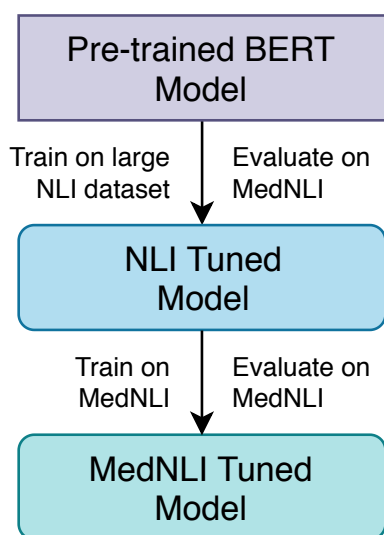 Pre-trained BERT
Model
Train on large
NLI dataset
Evaluate on
MedNLI
NLI Tuned
Model
Train on
MedNLI
Evaluate on
MedNLI
MedNLI Tuned
Model